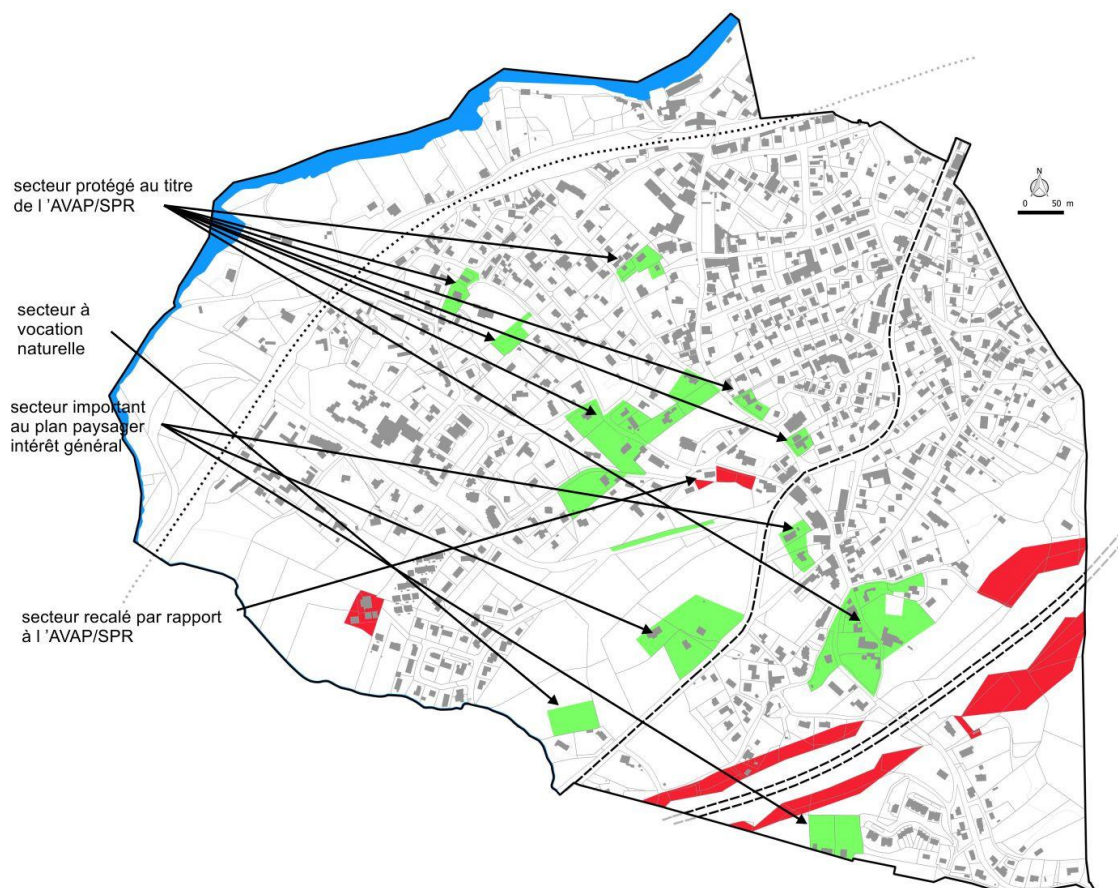 secteur protégé au titre
de l 'AVAP/SPR
N
0 50 m
secteur à
vocation
naturelle
secteur important
au plan paysager
intérêt général
secteur recalé par rapport
à l 'AVAP/SPR